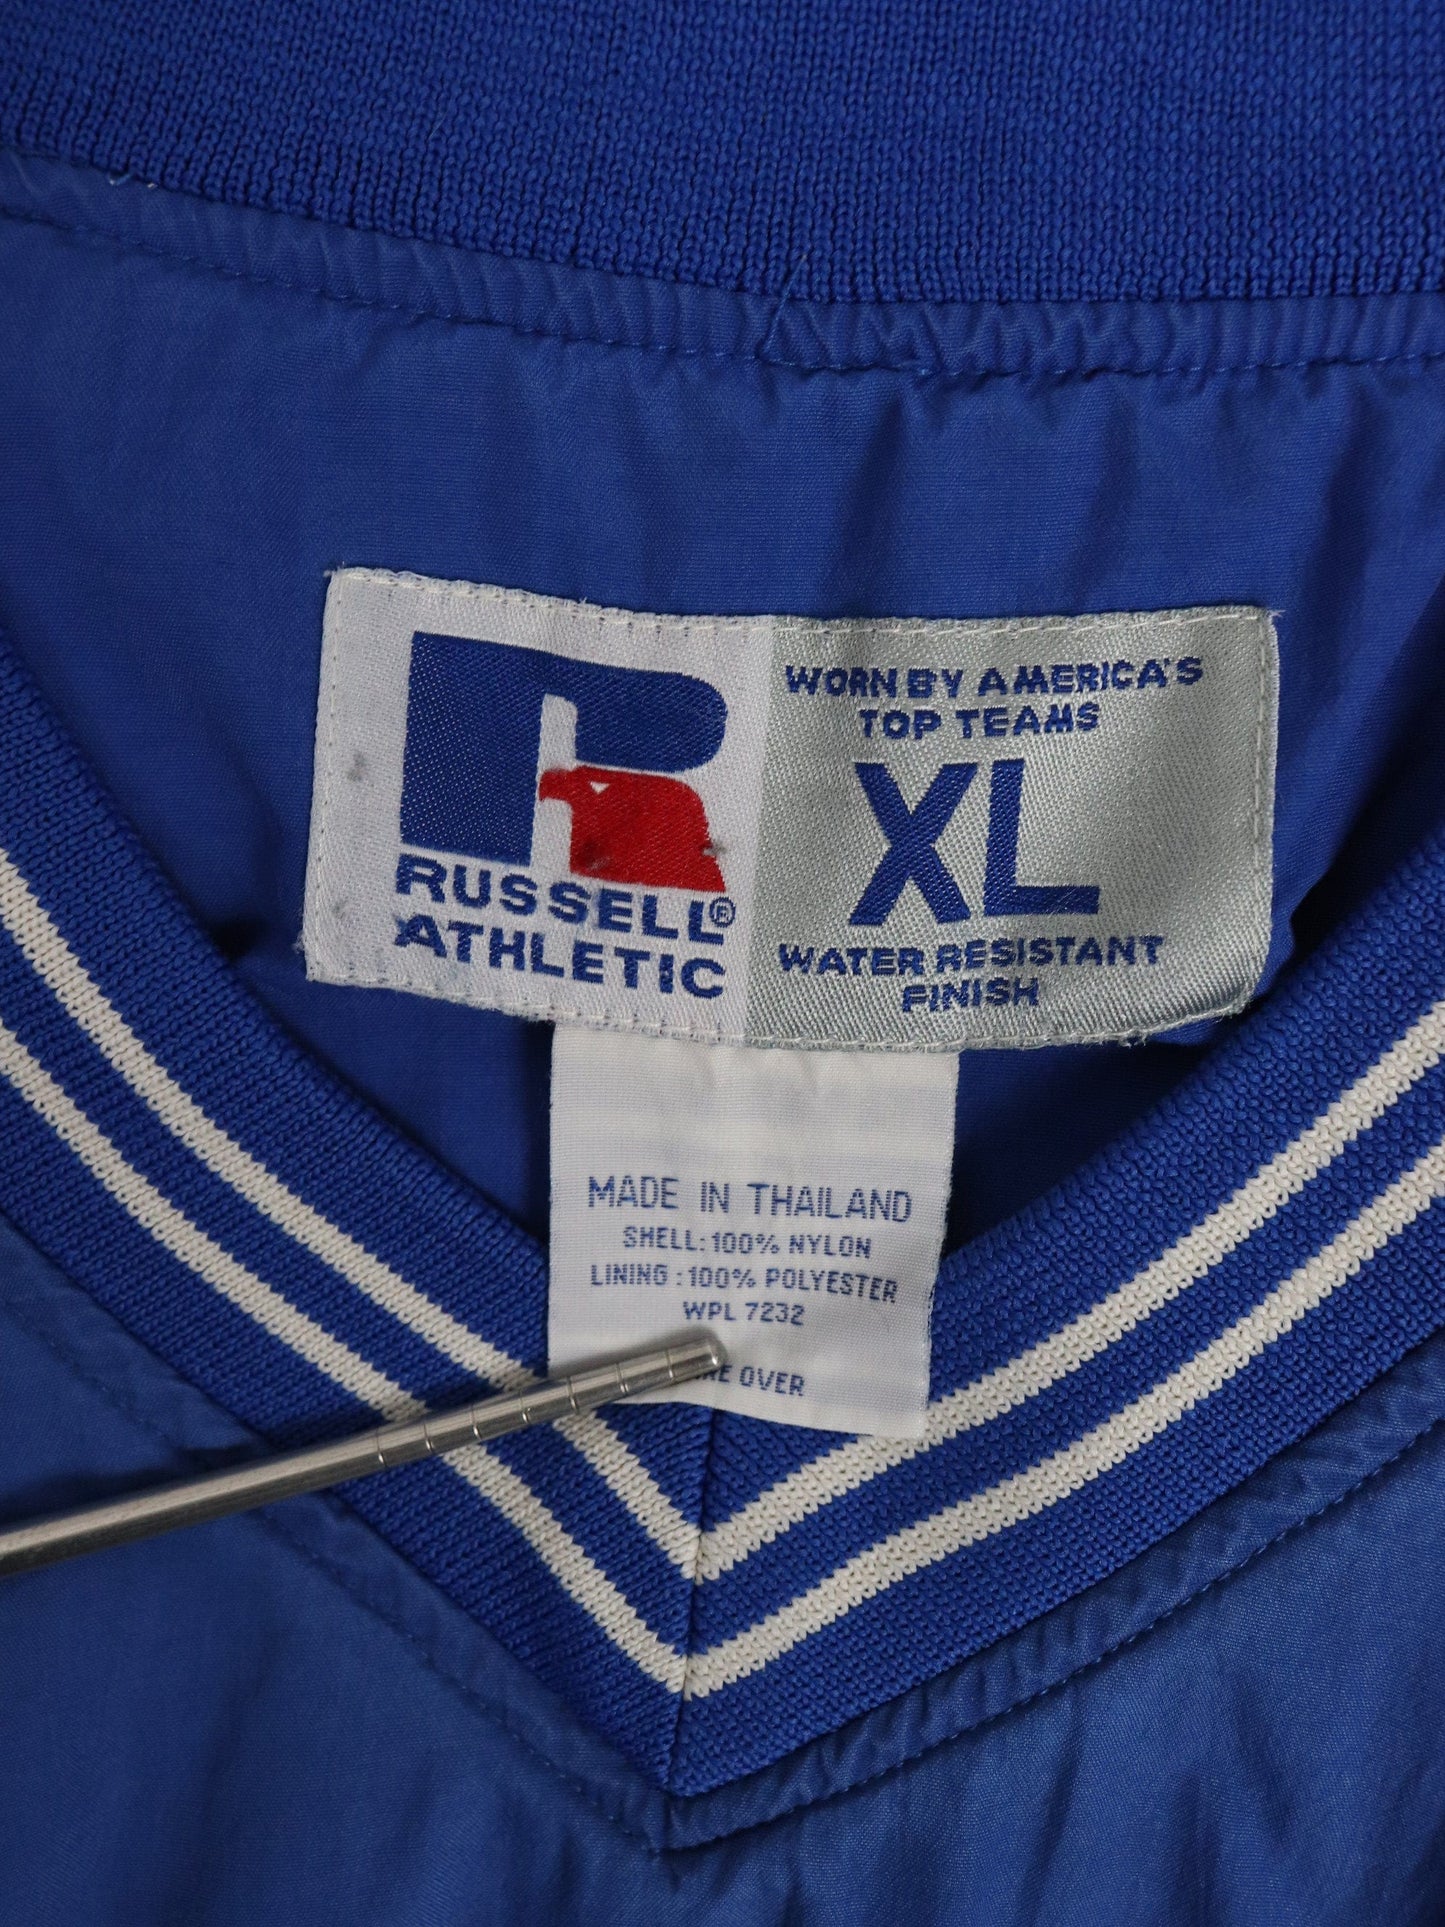 R
RUSSELL®
ATHLETIC
WORN BY AMERICA'S
TOP TEAMS
XL
WATER RESISTANT
FINISH
MADE IN THAILAND
SHELL: 100% NYLON
LINING : 100% POLYESTER
WPL 7232
OVER